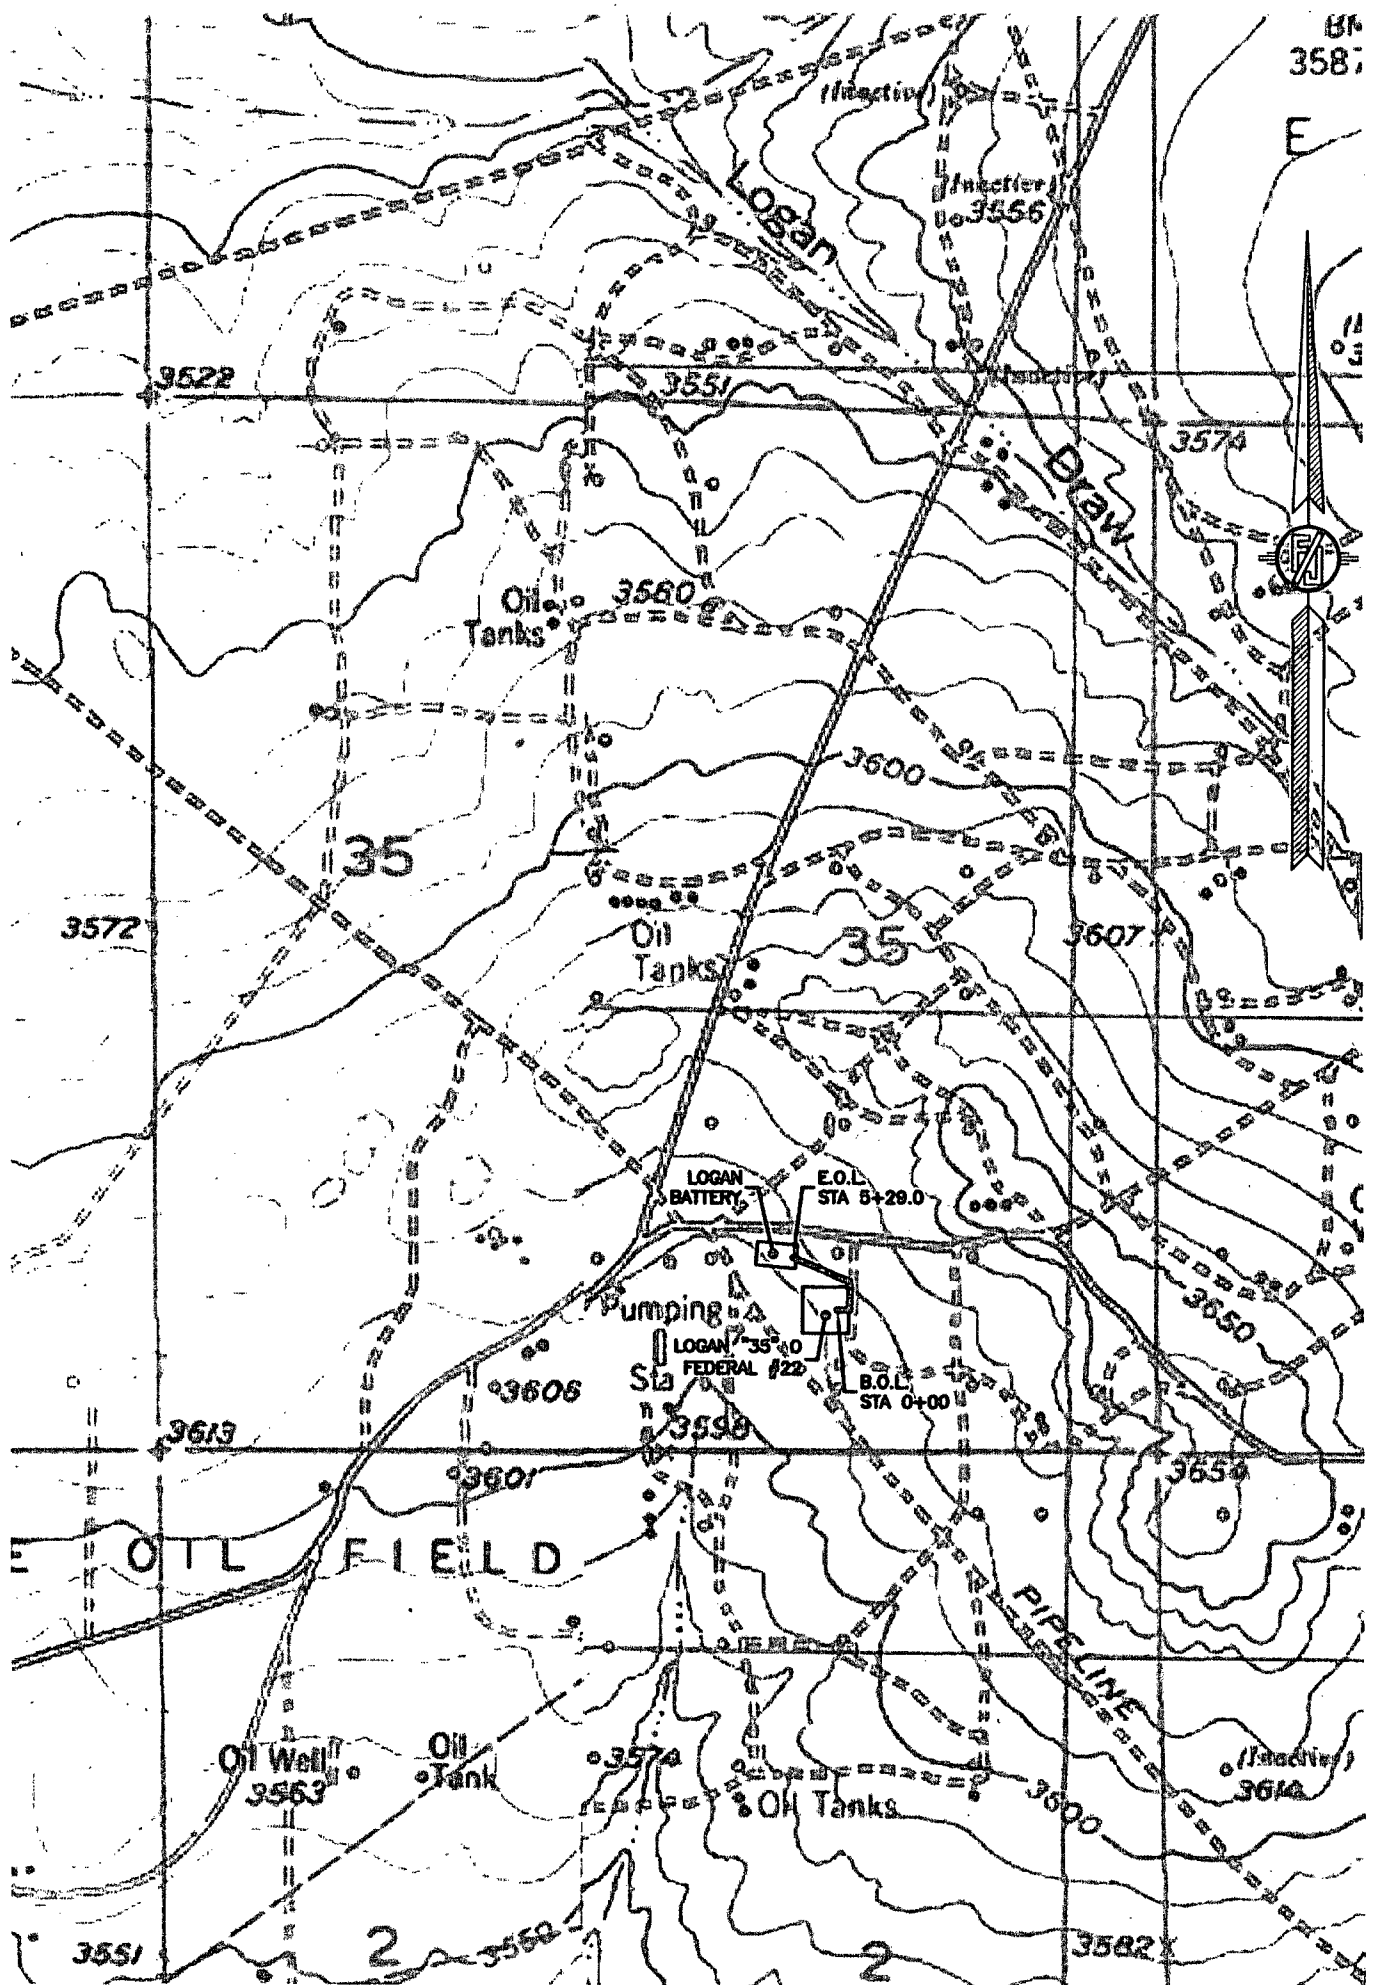 3587
E
(Inactive)
(Inactive)
3556
Logan
3522
3551
(Inactive)
3574
Draw
Oil
Tanks
3580
3600
35
3572
Oil
Tanks
35
3607
LOGAN
BATTERY
E.O.L.
STA 5+29.0
Pumping
Sta
LOGAN "35" O
FEDERAL #22
B.O.L.
STA 0+00
3650
3606
3613
3598
3601
3654
E OIL FIELD
PIPELINE
Oil Well
3563
Oil
Tank
3574
Oil Tanks
3600
(Inactive)
3614
3551
2
3550
2
3582